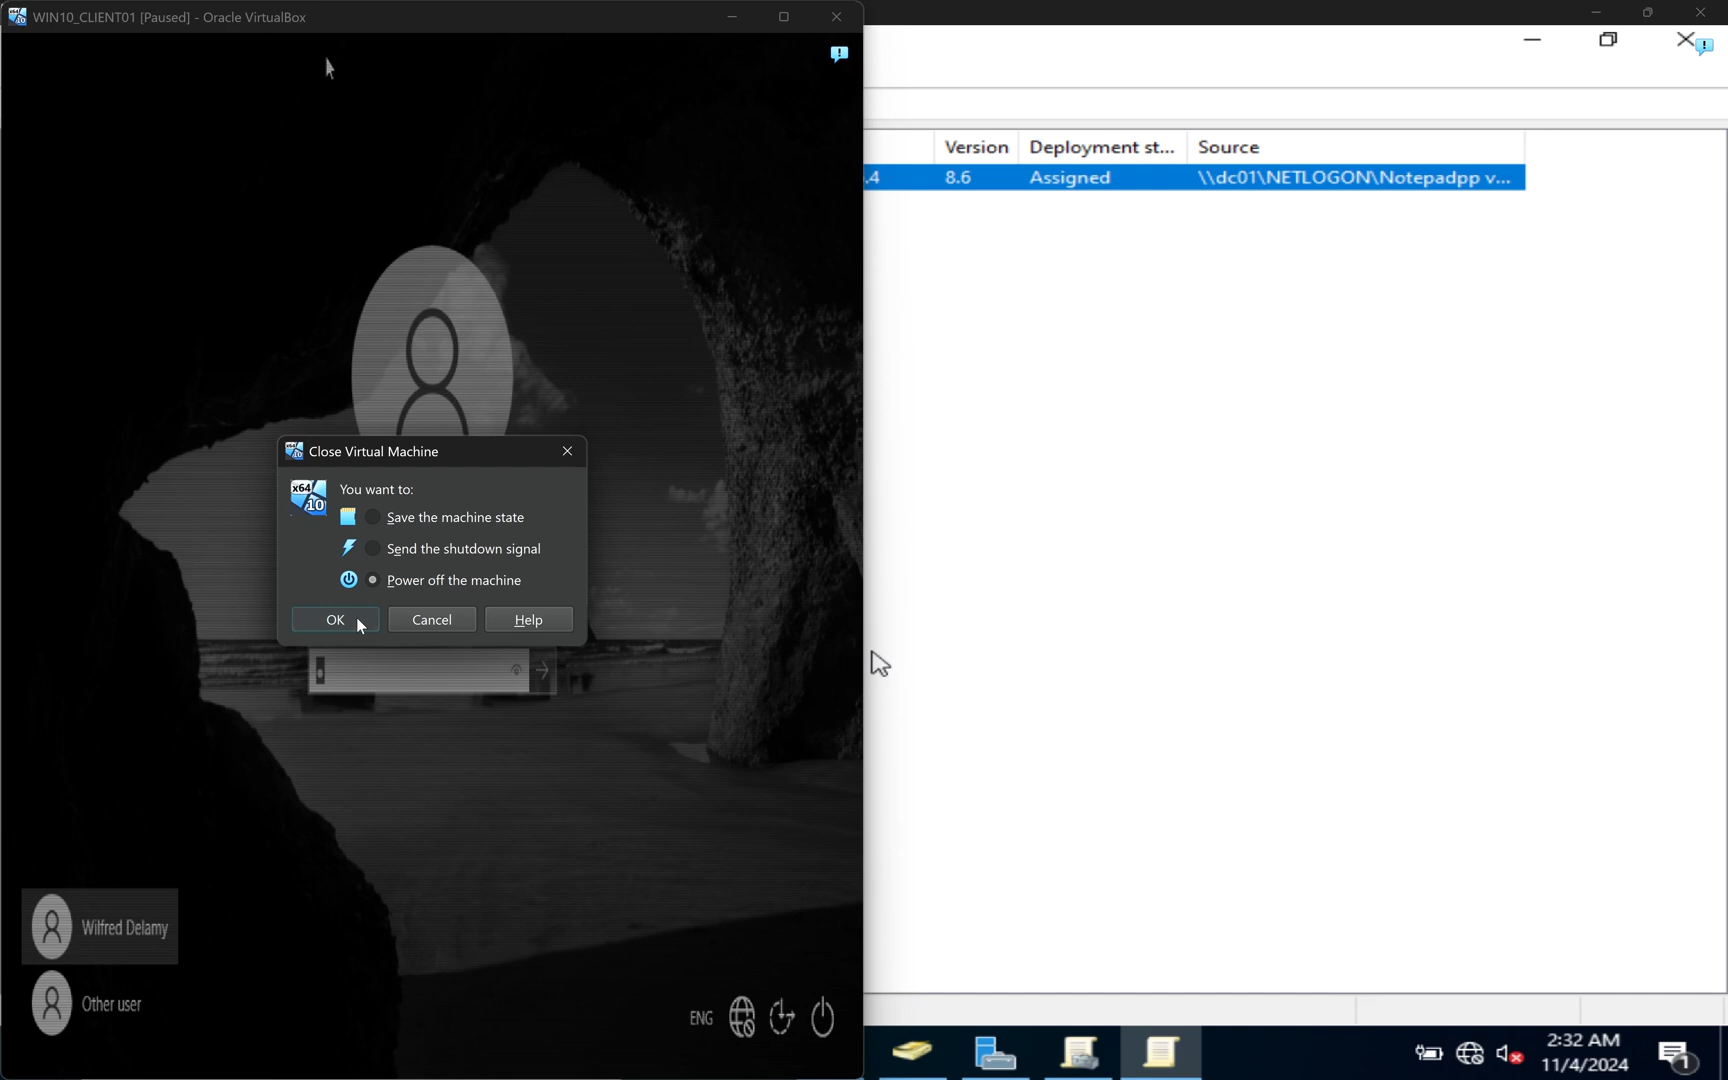 WIN10_CLIENT01 [Paused] - Oracle VirtualBox
Close Virtual Machine
x64
10
You want to:
Save the machine state
Send the shutdown signal
Power off the machine
OK
Cancel
Help
Wilfred Delamy
Other user
ENG
Version
Deployment st...
Source
.4
8.6
Assigned
\\dc01\NETLOGON\Notepadpp v...
2:32 AM
11/4/2024
1